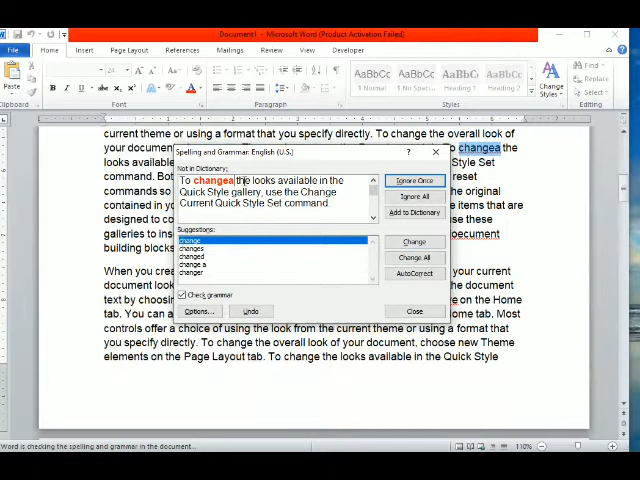 Document1 - Microsoft Word (Product Activation Failed)
File Home Insert Page Layout References Mailings Review View Developer
Paste
Clipboard
B I U
Font
Paragraph
AaBbCc AaBbCc AaBbC AaBbCc
1 Normal 1 No Spac... Heading 1 Heading 2
Change Styles
Styles
Find
Replace
Select
Editing
current theme or using a format that you specify directly. To change the overall look of
your docum
To changea the
looks availab
Style Set
command. Bot
reset
commands so
original
contained in yo
items that are
designed to co
use these
galleries to ins
document
building blocks
When you crea
your current
document look
text by choosin
on the Home
tab. You can a
Home tab. Most
controls offer a choice of using the look from the current theme or using a format that
you specify directly. To change the overall look of your document, choose new Theme
elements on the Page Layout tab. To change the looks available in the Quick Style
Spelling and Grammar: English (U.S.)
Not in Dictionary:
To changea the looks available in the
Quick Style gallery, use the Change
Current Quick Style Set command.
Ignore Once
Ignore All
Add to Dictionary
Suggestions:
change
changes
changed
change a
changer
Change
Change All
AutoCorrect
Check grammar
Options... Undo Close
Word is checking the spelling and grammar in the document... 110%